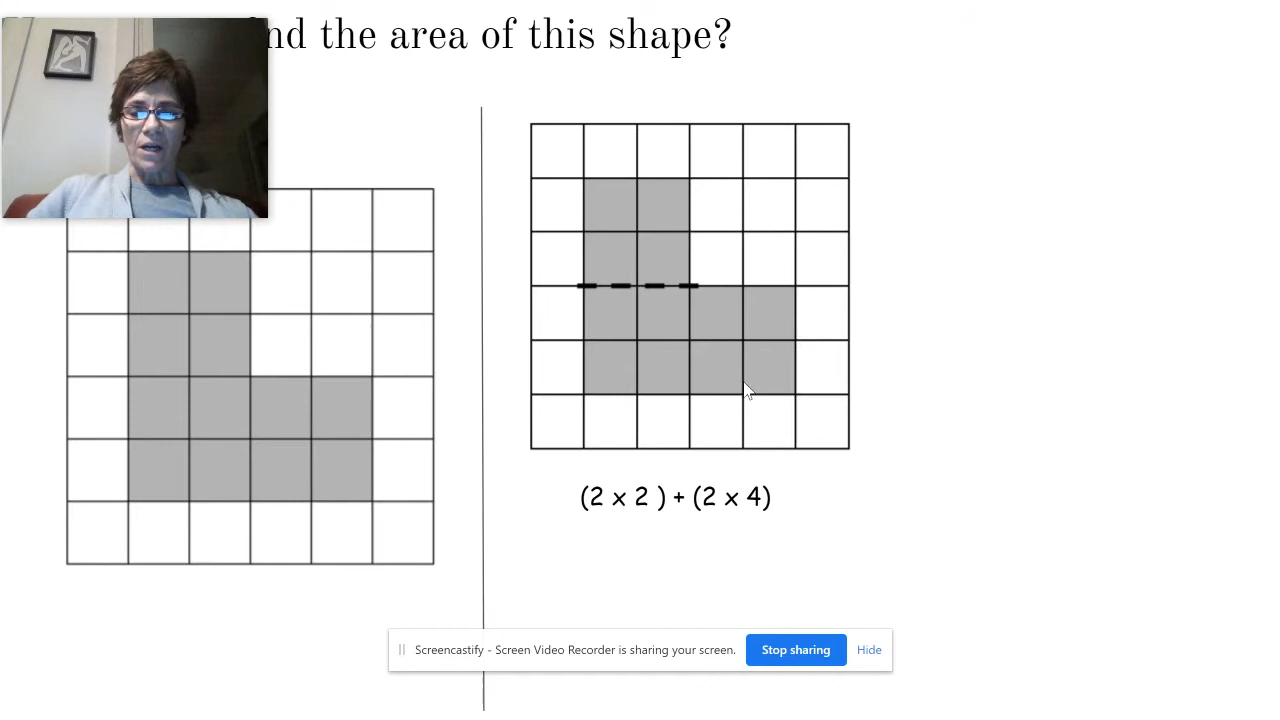 the area of this shape?
(2 x 2 ) + (2 x 4)
Screencastify - Screen Video Recorder is sharing your screen.
Stop sharing
Hide